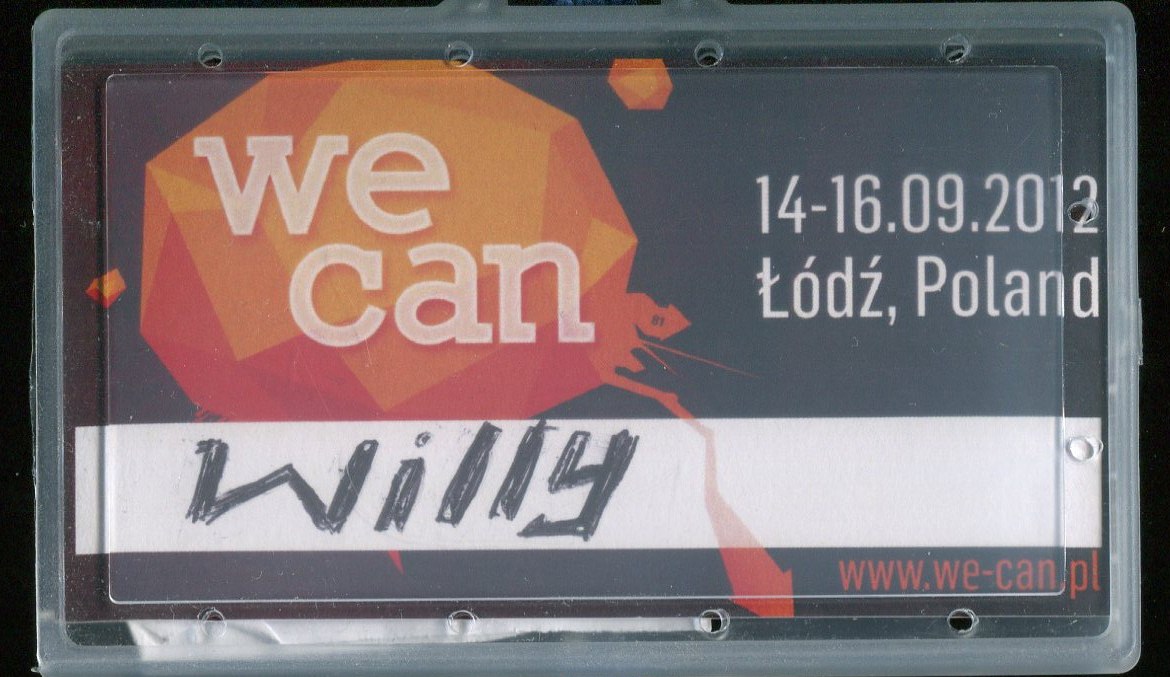 we
can
14-16.09.2012
Łódź, Poland
Willy
www.we-can.pl